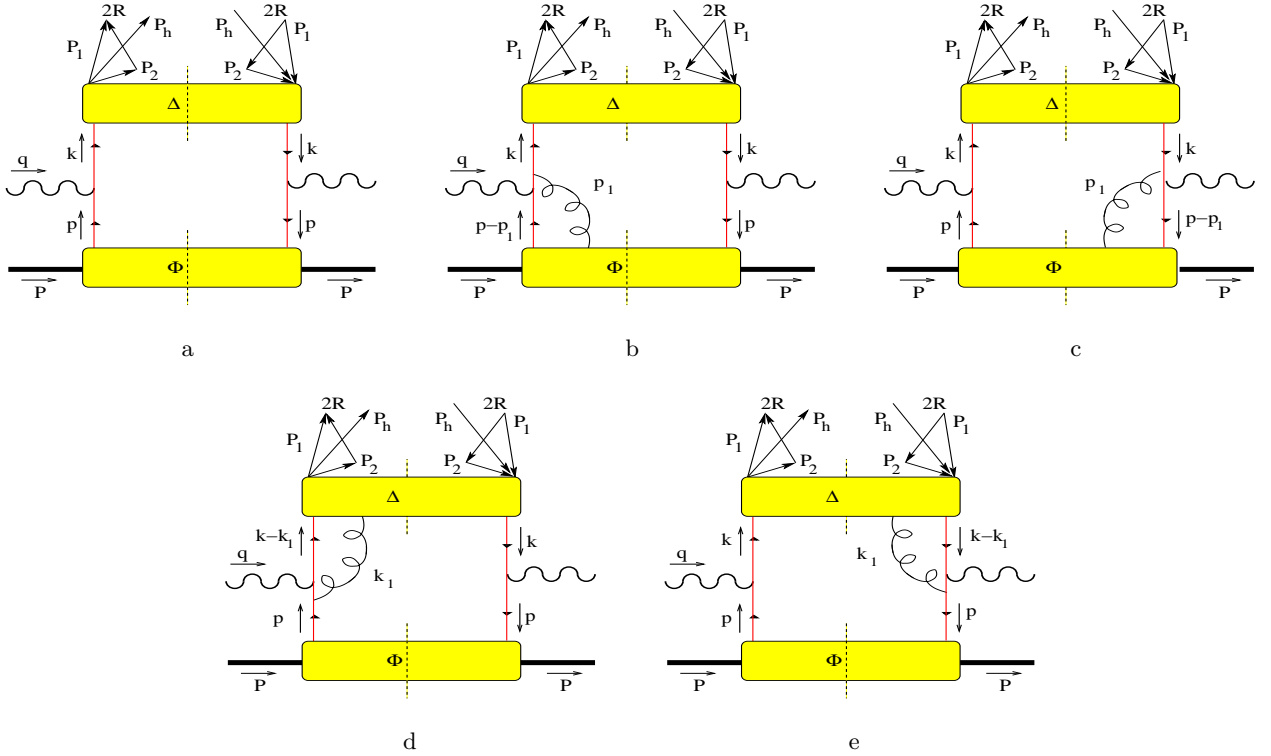 2R P_h P_h 2R
P_1 P_1
P_2 P_2
Δ
k k
q
p p
Φ
P P
a
2R P_h P_h 2R
P_1 P_1
P_2 P_2
Δ
k k
q p_1
p−p_1 p
Φ
P P
b
2R P_h P_h 2R
P_1 P_1
P_2 P_2
Δ
k k
q p_1
p p−p_1
Φ
P P
c
2R P_h P_h 2R
P_1 P_1
P_2 P_2
Δ
k−k_1 k
q k_1
p p
Φ
P P
d
2R P_h P_h 2R
P_1 P_1
P_2 P_2
Δ
k k−k_1
q k_1
p p
Φ
P P
e